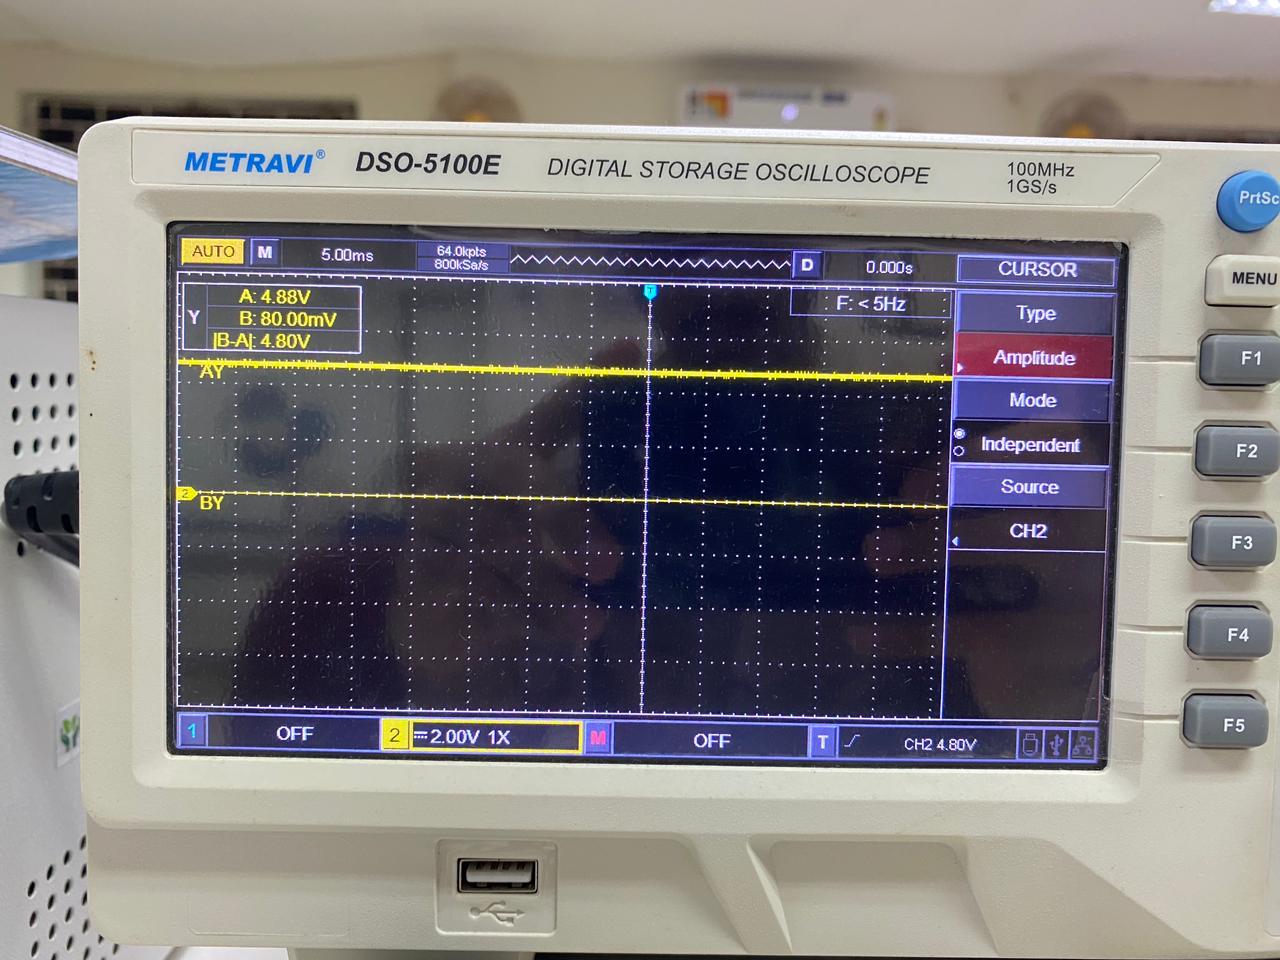 METRAVI® DSO-5100E DIGITAL STORAGE OSCILLOSCOPE 100MHz
1GS/s
PrtSc
AUTO M 5.00ms 64.0kpts D 0.000s CURSOR
800kSa/s
MENU
A: 4.88V T F: < 5Hz Type
Y B: 80.00mV
|B-A|: 4.80V
AY Amplitude F1
Mode
Independent F2
2 BY Source
CH2 F3
F4
F5
1 OFF 2 2.00V 1X M OFF T CH2 4.80V